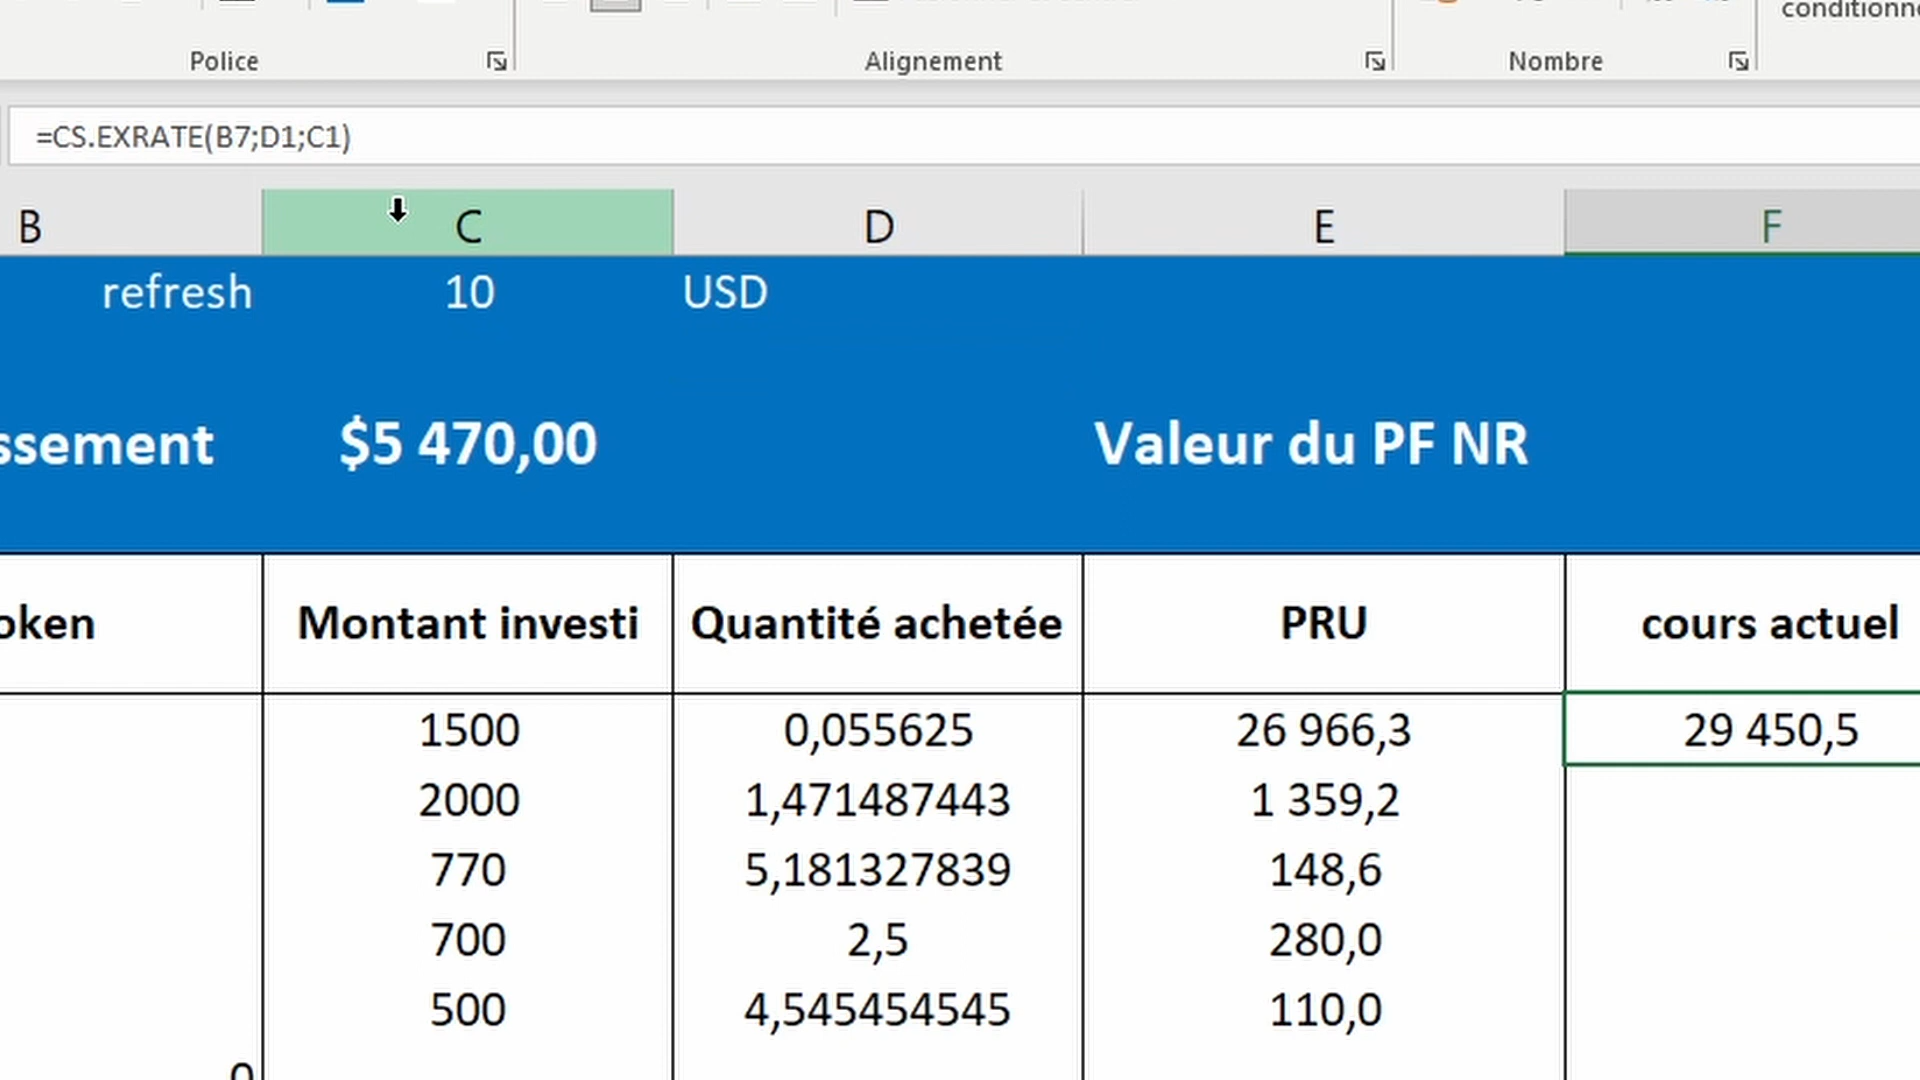 conditionn
Police Alignement Nombre
=CS.EXRATE(B7;D1;C1)
B C D E F
refresh 10 USD
ssement $5 470,00 Valeur du PF NR
oken Montant investi Quantité achetée PRU cours actuel
1500 0,055625 26 966,3 29 450,5
2000 1,471487443 1 359,2
770 5,181327839 148,6
700 2,5 280,0
500 4,545454545 110,0
0